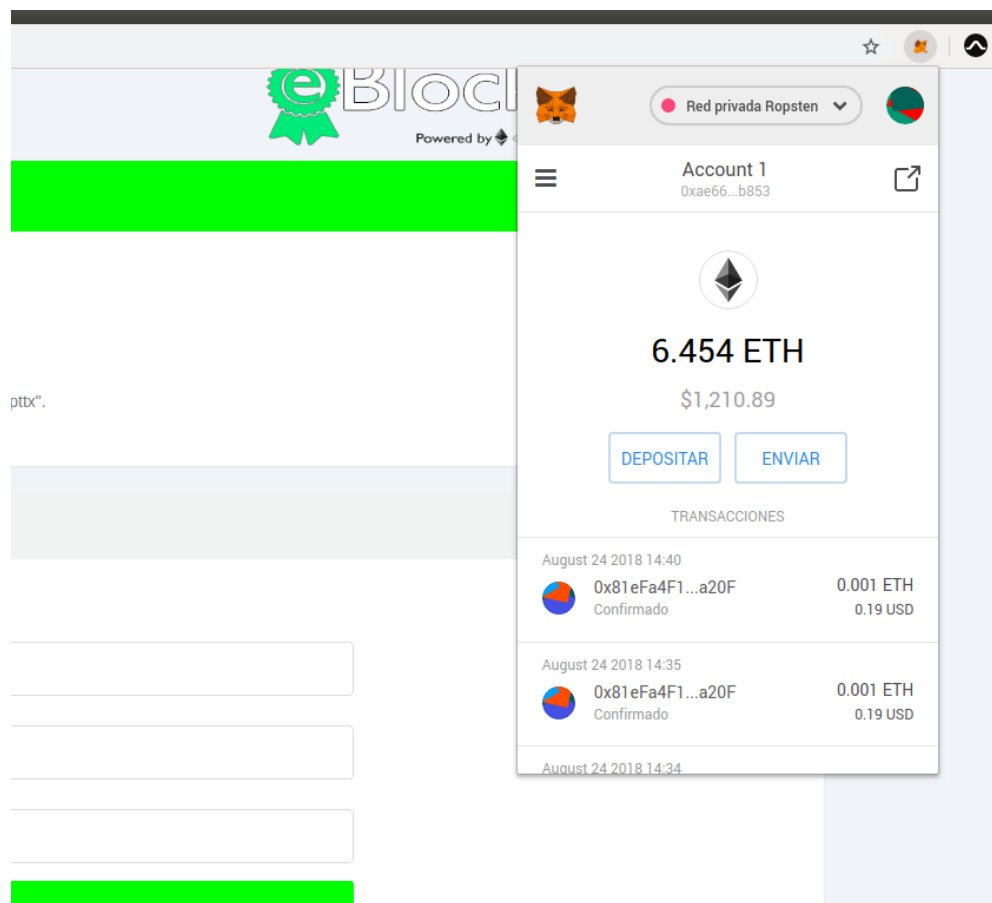 eBloc
Powered by
Red privada Ropsten
Account 1
0xae66...b853
6.454 ETH
$1,210.89
pttx".
DEPOSITAR
ENVIAR
TRANSACCIONES
August 24 2018 14:40
0x81eFa4F1...a20F
0.001 ETH
Confirmado
0.19 USD
August 24 2018 14:35
0x81eFa4F1...a20F
0.001 ETH
Confirmado
0.19 USD
August 24 2018 14:34